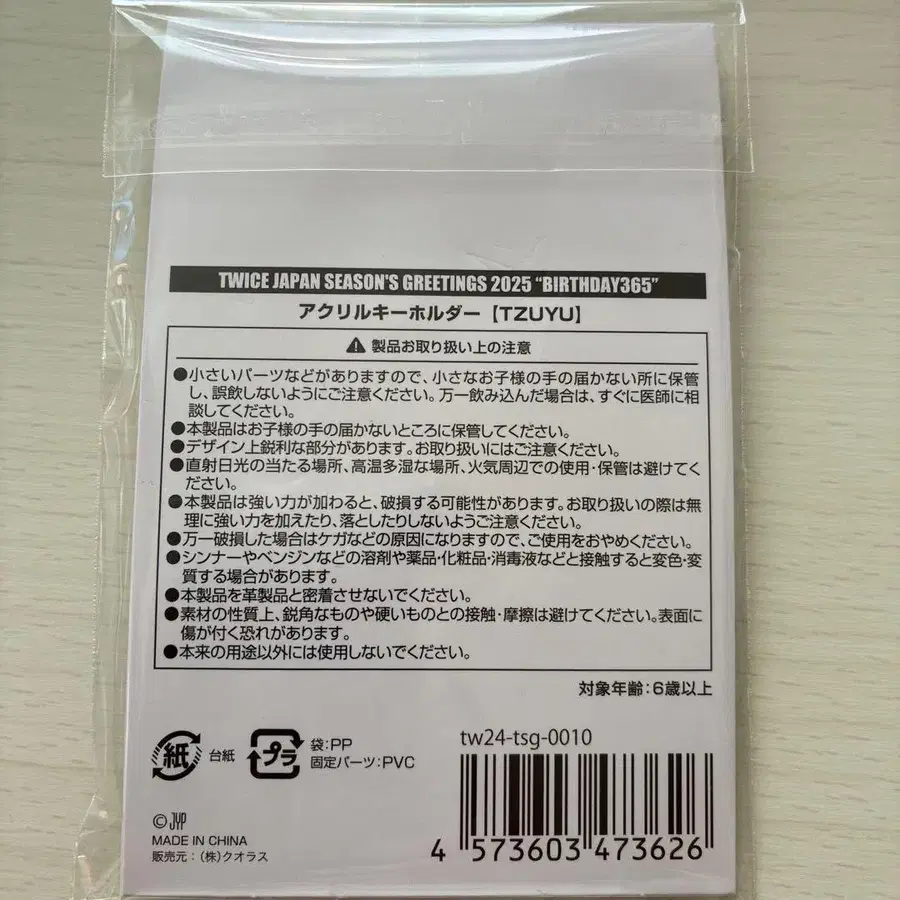 TWICE JAPAN SEASON'S GREETINGS 2025 “BIRTHDAY365”
アクリルキーホルダー【TZUYU】
⚠ 製品お取り扱い上の注意
●小さいパーツなどがありますので、小さなお子様の手の届かない所に保管
し、誤飲しないようにご注意ください。万一飲み込んだ場合は、すぐに医師に相
談してください。
●本製品はお子様の手の届かないところに保管してください。
●デザイン上鋭利な部分があります。お取り扱いにはご注意ください。
●直射日光の当たる場所、高温多湿な場所、火気周辺での使用・保管は避けてく
ださい。
●本製品は強い力が加わると、破損する可能性があります。お取り扱いの際は無
理に強い力を加えたり、落としたりしないようご注意ください。
●万一破損した場合はケガなどの原因になりますので、ご使用をおやめください。
●シンナーやベンジンなどの溶剤や薬品・化粧品・消毒液などと接触すると変色・変
質する場合があります。
●本製品を革製品と密着させないでください。
●素材の性質上、鋭角なものや硬いものとの接触・摩擦は避けてください。表面に
傷が付く恐れがあります。
●本来の用途以外には使用しないでください。
対象年齢：6歳以上
紙 台紙
プラ 袋：PP
固定パーツ：PVC
tw24-tsg-0010
© JYP
MADE IN CHINA
販売元：（株）クオラス
4 573603 473626